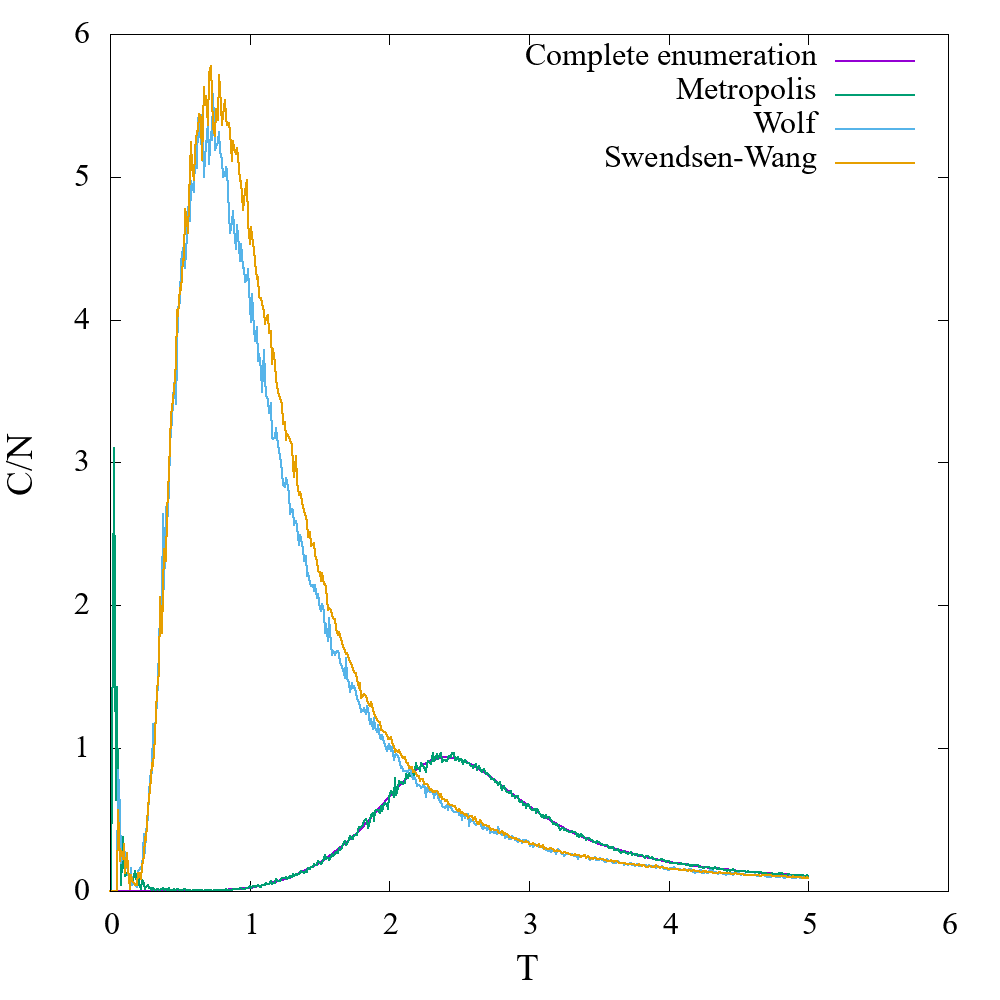 Complete enumeration
Metropolis
Wolf
Swendsen-Wang
6
5
4
3
2
1
0
C/N
0 1 2 3 4 5 6
T